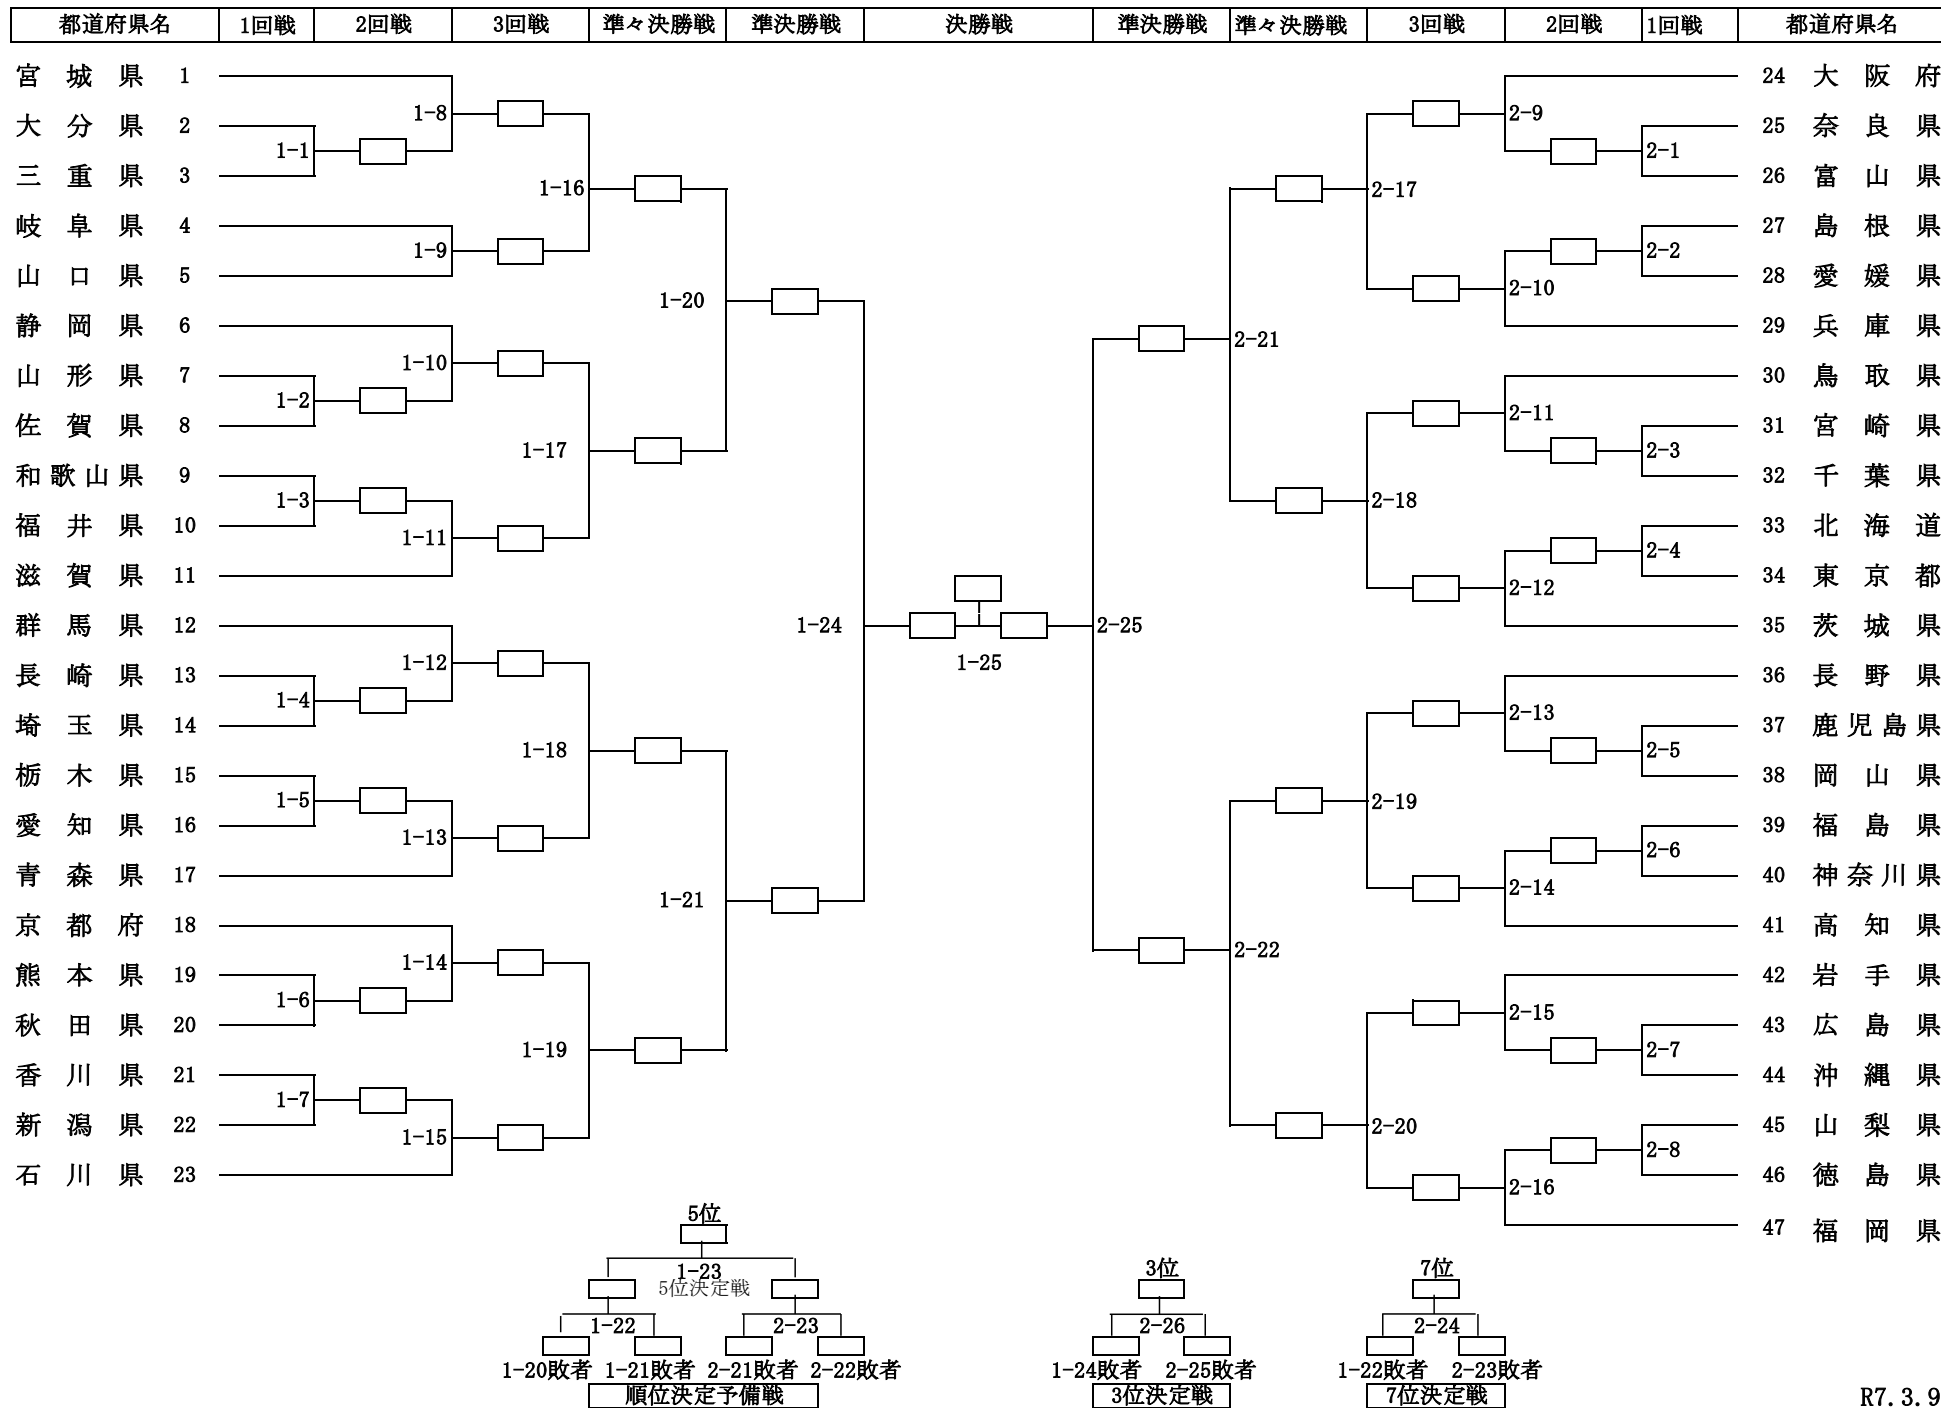 都道府県名 1回戦 2回戦 3回戦 準々決勝戦 準決勝戦 決勝戦 準決勝戦 準々決勝戦 3回戦 2回戦 1回戦 都道府県名
宮城県 1 24 大阪府
1-8 2-9
大分県 2 25 奈良県
1-1 2-1
三重県 3 26 富山県
1-16 2-17
岐阜県 4 27 島根県
1-9 2-2
山口県 5 28 愛媛県
1-20 2-10
静岡県 6 29 兵庫県
2-21
1-10
山形県 7 30 鳥取県
1-2 2-11
佐賀県 8 31 宮崎県
1-17 2-3
和歌山県 9 32 千葉県
1-3 2-18
福井県 10 33 北海道
1-11 2-4
滋賀県 11 34 東京都
2-12
群馬県 12 1-24 2-25 35 茨城県
1-12 1-25
長崎県 13 36 長野県
1-4 2-13
埼玉県 14 37 鹿児島県
1-18 2-5
栃木県 15 38 岡山県
1-5 2-19
愛知県 16 39 福島県
1-13 2-6
青森県 17 40 神奈川県
1-21 2-14
京都府 18 41 高知県
2-22
1-14
熊本県 19 42 岩手県
1-6 2-15
秋田県 20 43 広島県
1-19 2-7
香川県 21 44 沖縄県
1-7
新潟県 22 2-20 45 山梨県
1-15 2-8
石川県 23 46 徳島県
2-16
5位
47 福岡県
1-23 3位 7位
5位決定戦
1-22 2-23 2-26 2-24
1-20敗者 1-21敗者 2-21敗者 2-22敗者 1-24敗者 2-25敗者 1-22敗者 2-23敗者
順位決定予備戦 3位決定戦 7位決定戦 R7.3.9